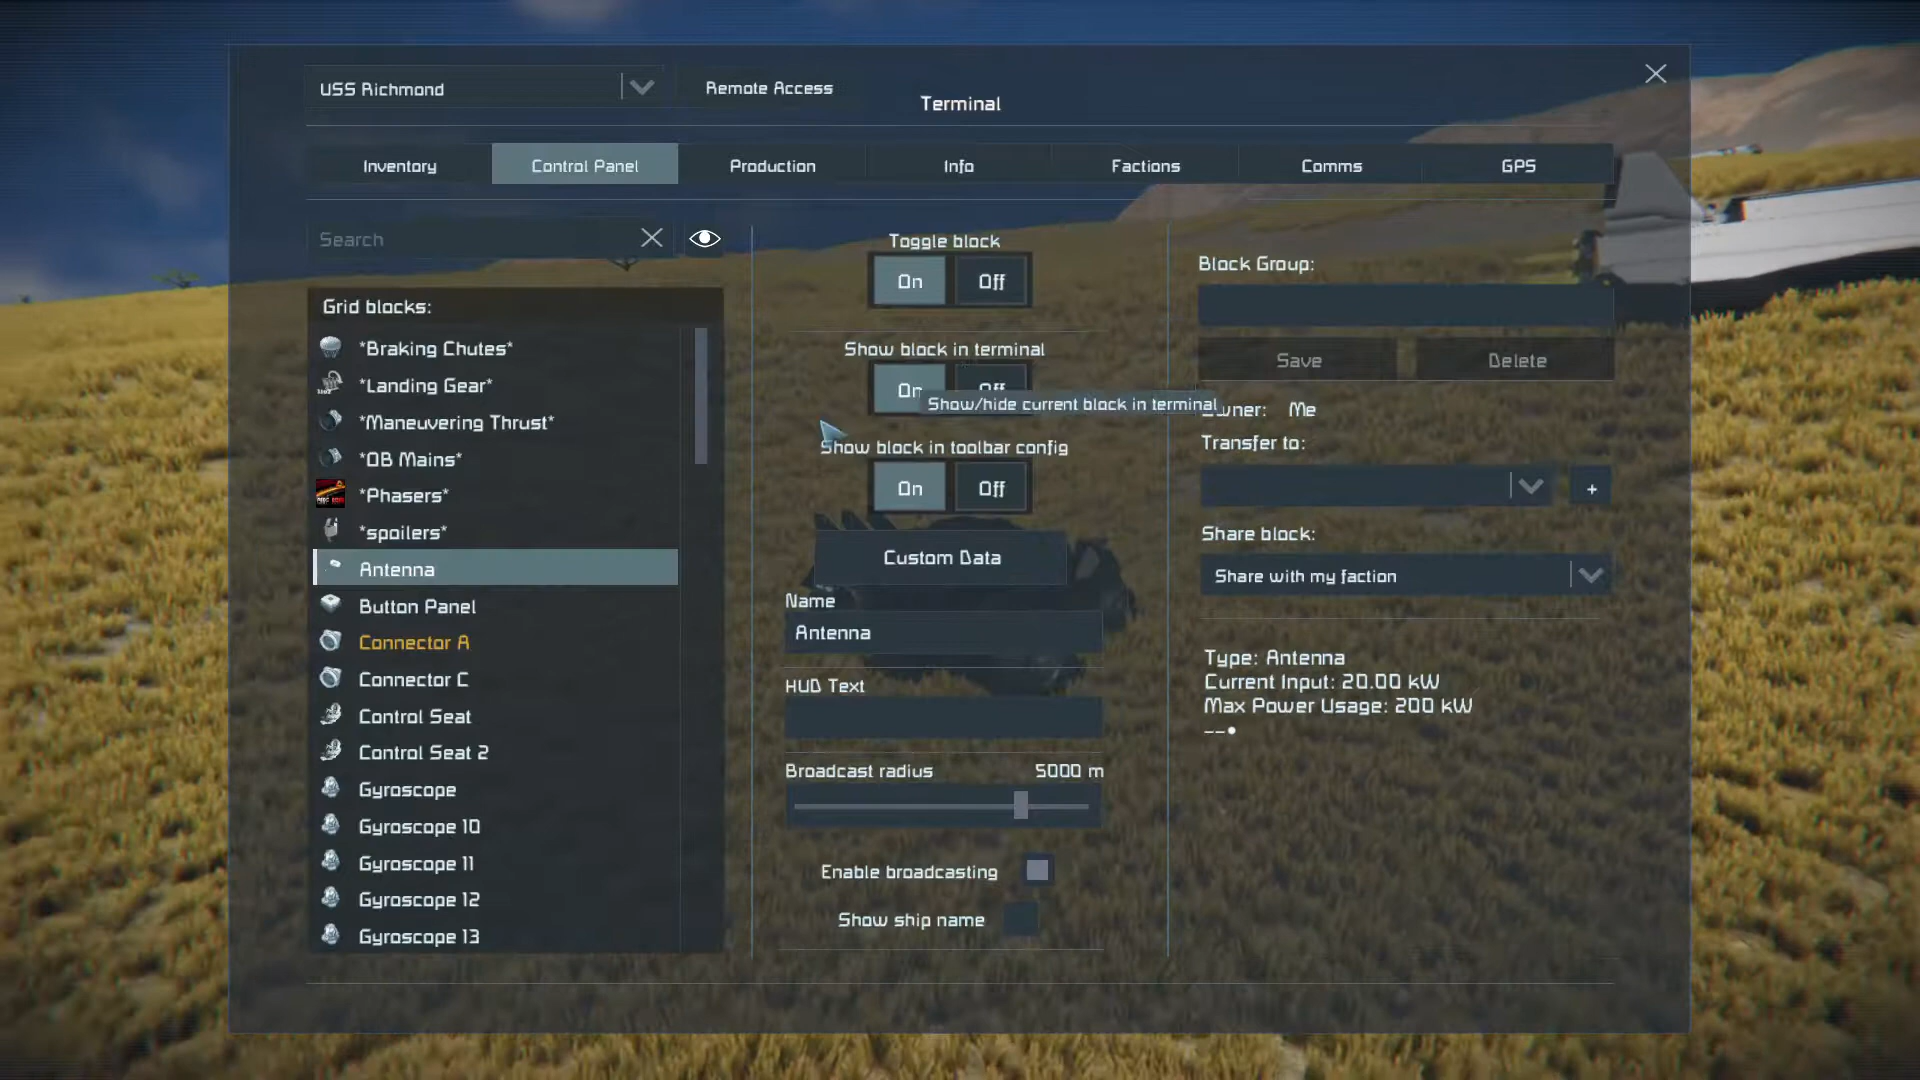 USS Richmond
Remote Access
Terminal
Inventory
Control Panel
Production
Info
Factions
Comms
GPS
Search
Grid blocks:
*Braking Chutes*
*Landing Gear*
*Maneuvering Thrust*
*OB Mains*
*Phasers*
*spoilers*
Antenna
Button Panel
Connector A
Connector C
Control Seat
Control Seat 2
Gyroscope
Gyroscope 10
Gyroscope 11
Gyroscope 12
Gyroscope 13
Toggle block
On Off
Show block in terminal
On Off
Show/hide current block in terminal
Show block in toolbar config
On Off
Custom Data
Name
Antenna
HUD Text
Broadcast radius 5000 m
Enable broadcasting
Show ship name
Block Group:
Save Delete
Owner: Me
Transfer to:
+
Share block:
Share with my faction
Type: Antenna
Current Input: 20.00 kW
Max Power Usage: 200 kW
--•